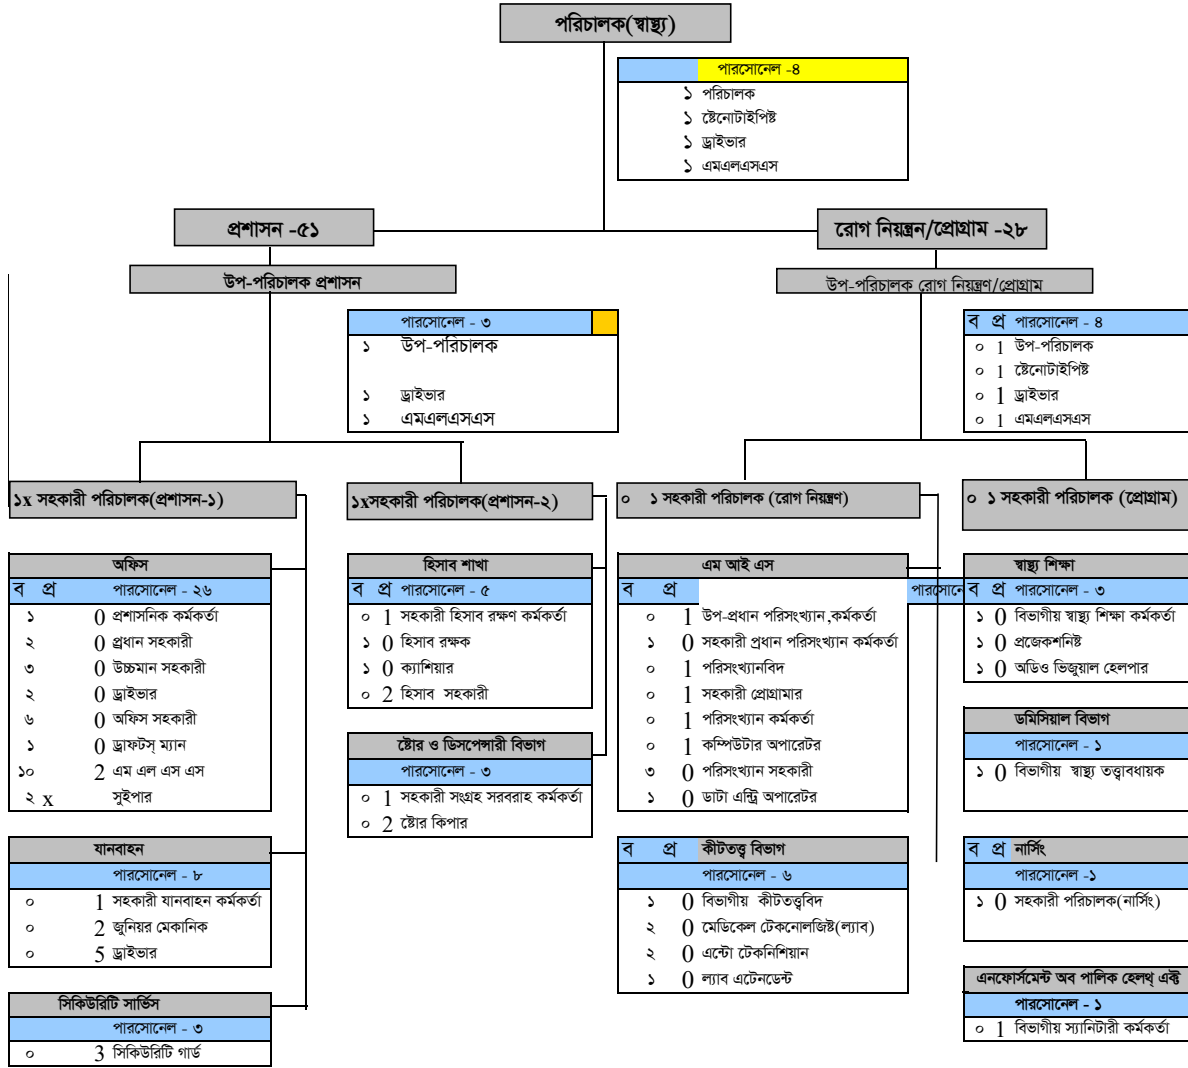 পরিচালক(স্বাস্থ্য)
পারসোনেল -৪
১ পরিচালক
১ ষ্টেনোটাইপিষ্ট
১ ড্রাইভার
১ এমএলএসএস
প্রশাসন -৫১
রোগ নিয়ন্ত্রন/প্রোগ্রাম -২৮
উপ-পরিচালক প্রশাসন
উপ-পরিচালক রোগ নিয়ন্ত্রণ/প্রোগ্রাম
পারসোনেল - ৩
১ উপ-পরিচালক
১ ড্রাইভার
১ এমএলএসএস
ব প্র পারসোনেল - ৪
০ 1 উপ-পরিচালক
০ 1 ষ্টেনোটাইপিষ্ট
০ 1 ড্রাইভার
০ 1 এমএলএসএস
১x সহকারী পরিচালক(প্রশাসন-১)
১xসহকারী পরিচালক(প্রশাসন-২)
০ ১ সহকারী পরিচালক (রোগ নিয়ন্ত্রণ)
০ ১ সহকারী পরিচালক (প্রোগ্রাম)
অফিস
ব প্র পারসোনেল - ২৬
১ 0 প্রশাসনিক কর্মকর্তা
২ 0 প্রধান সহকারী
৩ 0 উচ্চমান সহকারী
২ 0 ড্রাইভার
৬ 0 অফিস সহকারী
১ 0 ড্রাফটস্ ম্যান
১০ 2 এম এল এস এস
২ x সুইপার
যানবাহন
পারসোনেল - ৮
০ 1 সহকারী যানবাহন কর্মকর্তা
০ 2 জুনিয়র মেকানিক
০ 5 ড্রাইভার
সিকিউরিটি সার্ভিস
পারসোনেল - ৩
০ 3 সিকিউরিটি গার্ড
হিসাব শাখা
ব প্র পারসোনেল - ৫
০ 1 সহকারী হিসাব রক্ষণ কর্মকর্তা
১ 0 হিসাব রক্ষক
১ 0 ক্যাশিয়ার
০ 2 হিসাব সহকারী
ষ্টোর ও ডিসপেন্সারী বিভাগ
পারসোনেল - ৩
০ 1 সহকারী সংগ্রহ সরবরাহ কর্মকর্তা
০ 2 ষ্টোর কিপার
এম আই এস
ব প্র পারসোনে
০ 1 উপ-প্রধান পরিসংখ্যান,কর্মকর্তা
১ 0 সহকারী প্রধান পরিসংখ্যান কর্মকর্তা
০ 1 পরিসংখ্যানবিদ
০ 1 সহকারী প্রোগ্রামার
০ 1 পরিসংখ্যান কর্মকর্তা
০ 1 কম্পিউটার অপারেটর
৩ 0 পরিসংখ্যান সহকারী
১ 0 ডাটা এন্ট্রি অপারেটর
ব প্র কীটতত্ত্ব বিভাগ
পারসোনেল - ৬
১ 0 বিভাগীয় কীটতত্ত্ববিদ
২ 0 মেডিকেল টেকনোলজিষ্ট(ল্যাব)
২ 0 এন্টো টেকনিশিয়ান
১ 0 ল্যাব এটেনডেন্ট
স্বাস্থ্য শিক্ষা
ব প্র পারসোনেল - ৩
১ 0 বিভাগীয় স্বাস্থ্য শিক্ষা কর্মকর্তা
১ 0 প্রজেকশনিষ্ট
১ 0 অডিও ভিজুয়াল হেলপার
ডমিসিয়াল বিভাগ
পারসোনেল - ১
১ 0 বিভাগীয় স্বাস্থ্য তত্ত্বাবধায়ক
ব প্র নার্সিং
পারসোনেল -১
১ 0 সহকারী পরিচালক(নার্সিং)
এনফোর্সমেন্ট অব পালিক হেলথ্ এক্ট
পারসোনেল - ১
০ 1 বিভাগীয় স্যানিটারী কর্মকর্তা